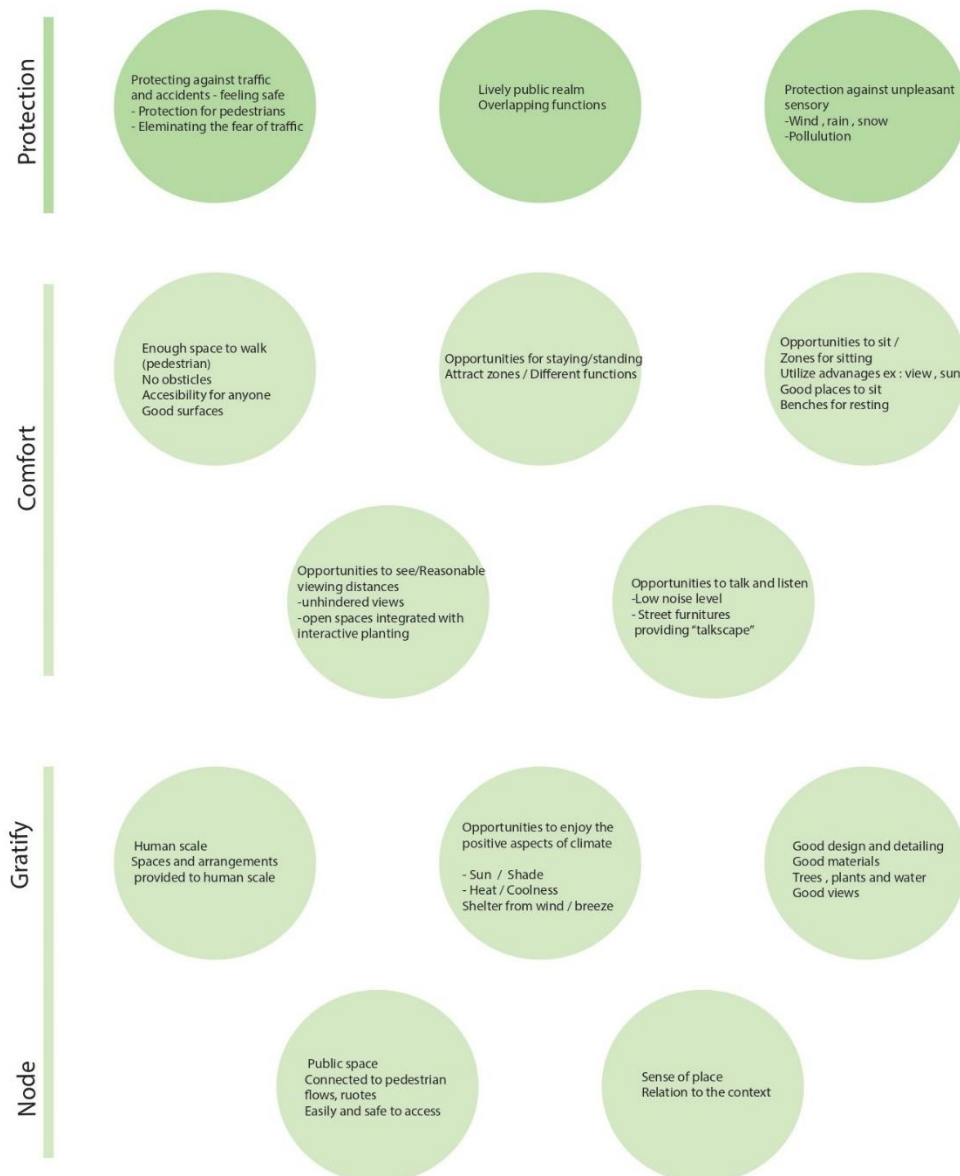 Protection
Protecting against traffic
and accidents - feeling safe
- Protection for pedestrians
- Eleminating the fear of traffic
Lively public realm
Overlapping functions
Protection against unpleasant
sensory
-Wind , rain , snow
-Pollulution
Comfort
Enough space to walk
(pedestrian)
No obstacles
Accesibility for anyone
Good surfaces
Opportunities for staying/standing
Attract zones / Different functions
Opportunities to sit /
Zones for sitting
Utilize advanages ex : view , sun
Good places to sit
Benches for resting
Opportunities to see/Reasonable
viewing distances
-unhindered views
-open spaces integrated with
interactive planting
Opportunities to talk and listen
-Low noise level
- Street furnitures
providing “talkscape”
Gratify
Human scale
Spaces and arrangements
provided to human scale
Opportunities to enjoy the
positive aspects of climate
- Sun / Shade
- Heat / Coolness
Shelter from wind / breeze
Good design and detailing
Good materials
Trees , plants and water
Good views
Node
Public space
Connected to pedestrian
flows, ruotes
Easily and safe to access
Sense of place
Relation to the context